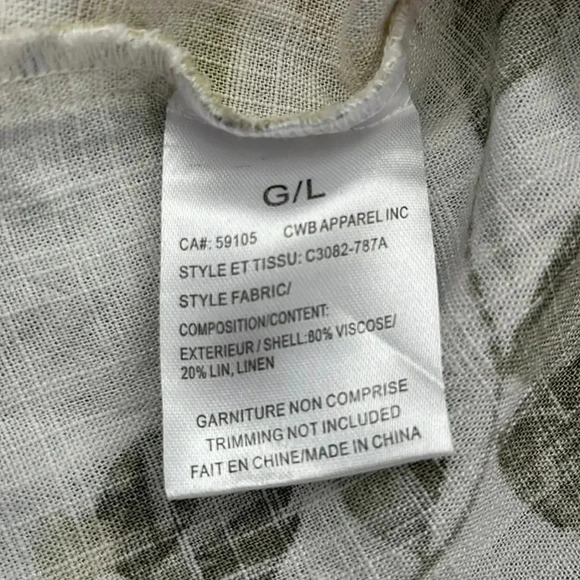 G/L
CA#: 59105 CWB APPAREL INC
STYLE ET TISSU: C3082-787A
STYLE FABRIC/
COMPOSITION/CONTENT:
EXTERIEUR / SHELL:80% VISCOSE/
20% LIN, LINEN
GARNITURE NON COMPRISE
TRIMMING NOT INCLUDED
FAIT EN CHINE/MADE IN CHINA